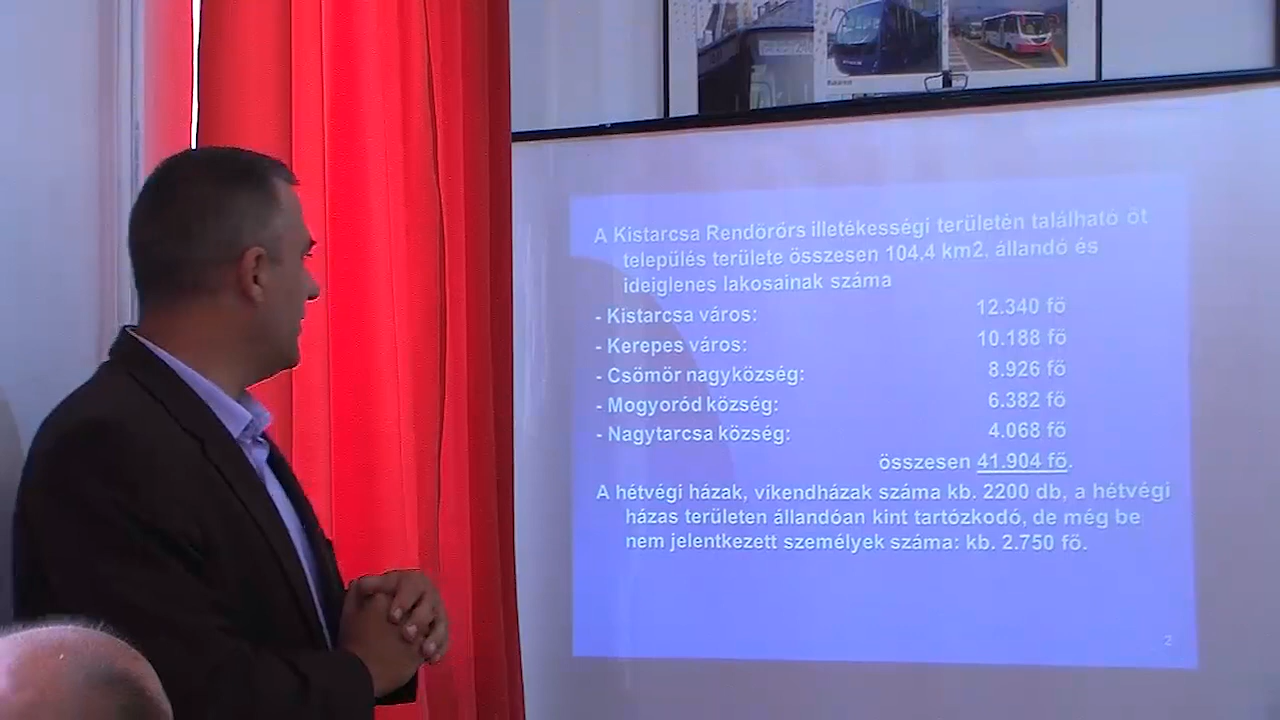 A Kistarcsa Rendőrőrs illetékességi területén található öt
település területe összesen 104,4 km2, állandó és
ideiglenes lakosainak száma
- Kistarcsa város: 12.340 fő
- Kerepes város: 10.188 fő
- Csömör nagyközség: 8.926 fő
- Mogyoród község: 6.382 fő
- Nagytarcsa község: 4.068 fő
összesen 41.904 fő.
A hétvégi házak, víkendházak száma kb. 2200 db, a hétvégi
házas területen állandóan kint tartózkodó, de még be
nem jelentkezett személyek száma: kb. 2.750 fő.
2